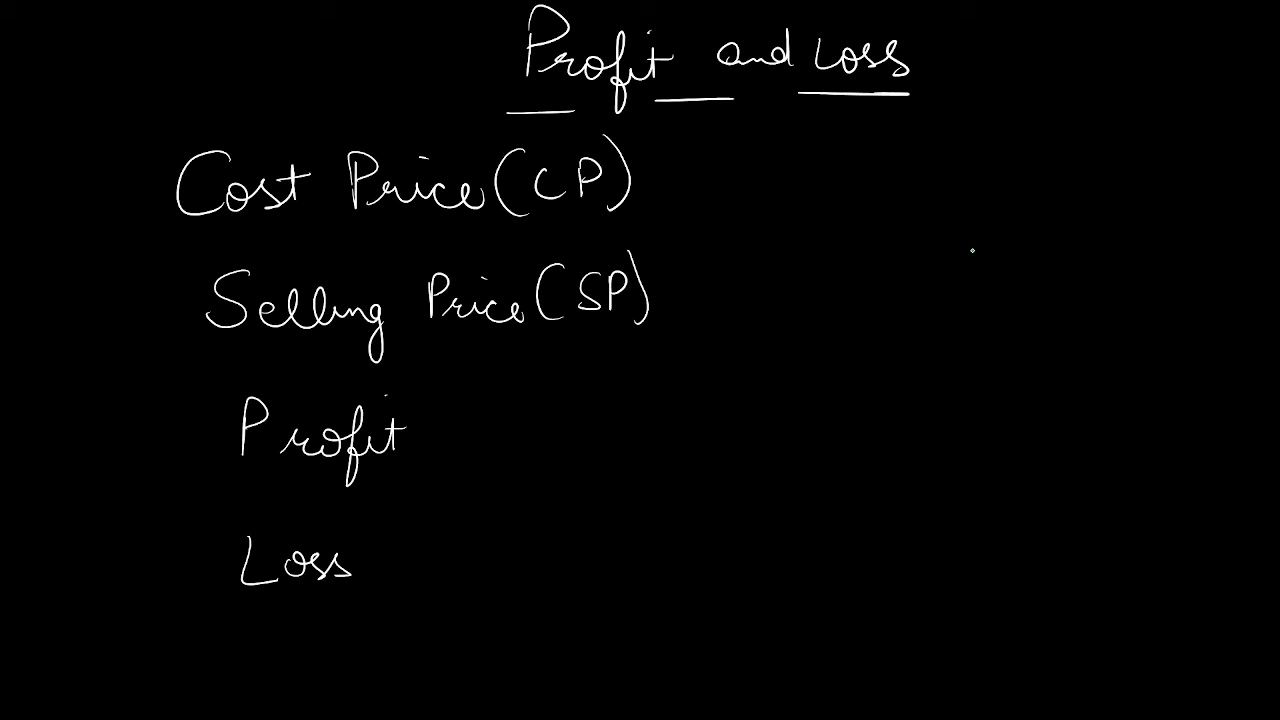 Profit and Loss
Cost Price(CP)
Selling Price(SP)
Profit
Loss